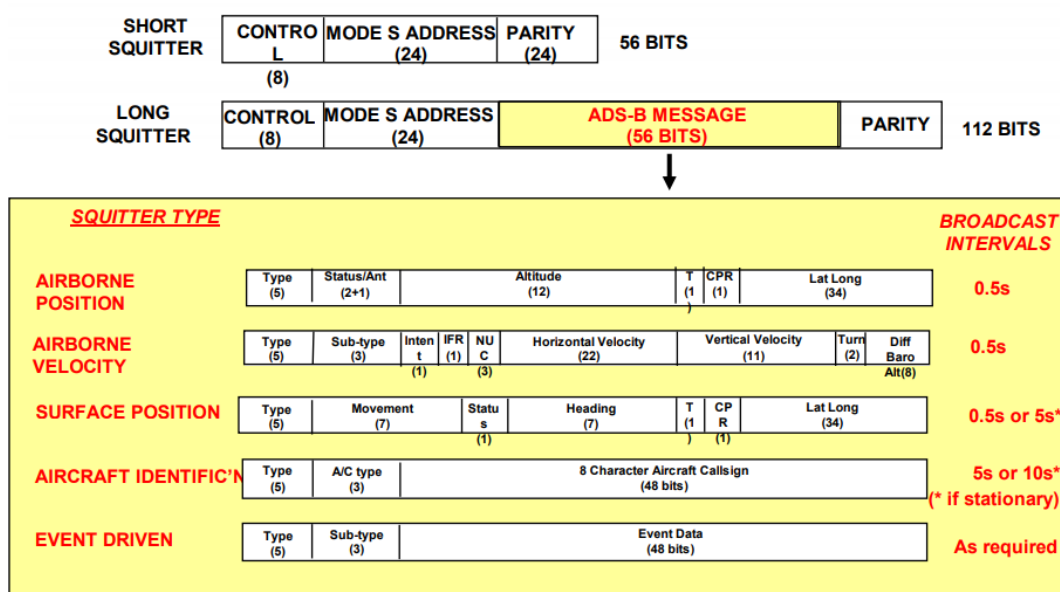 SHORT SQUITTER
CONTROL (8)
MODE S ADDRESS (24)
PARITY (24)
56 BITS
LONG SQUITTER
CONTROL (8)
MODE S ADDRESS (24)
ADS-B MESSAGE (56 BITS)
PARITY
112 BITS
SQUITTER TYPE
BROADCAST INTERVALS
AIRBORNE POSITION
Type (5)
Status/Ant (2+1)
Altitude (12)
T (1)
CPR (1)
Lat Long (34)
0.5s
AIRBORNE VELOCITY
Type (5)
Sub-type (3)
Intent (1)
IFR (1)
NUC (3)
Horizontal Velocity (22)
Vertical Velocity (11)
Turn (2)
Diff Baro Alt(8)
0.5s
SURFACE POSITION
Type (5)
Movement (7)
Status (1)
Heading (7)
T (1)
CPR (1)
Lat Long (34)
0.5s or 5s*
AIRCRAFT IDENTIFIC'N
Type (5)
A/C type (3)
8 Character Aircraft Callsign (48 bits)
5s or 10s*
(* if stationary)
EVENT DRIVEN
Type (5)
Sub-type (3)
Event Data (48 bits)
As required